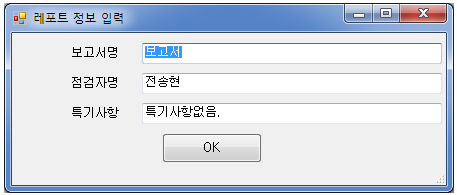 레포트 정보 입력
보고서명 보고서
점검자명 전송현
특기사항 특기사항없음.
OK